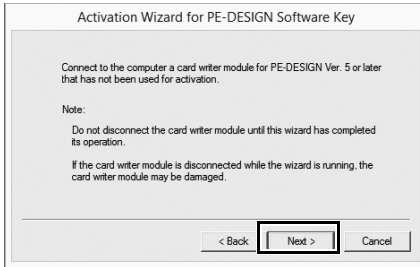 Activation Wizard for PE-DESIGN Software Key
Connect to the computer a card writer module for PE-DESIGN Ver. 5 or later
that has not been used for activation.
Note:
Do not disconnect the card writer module until this wizard has completed
its operation.
If the card writer module is disconnected while the wizard is running, the
card writer module may be damaged.
< Back Next > Cancel